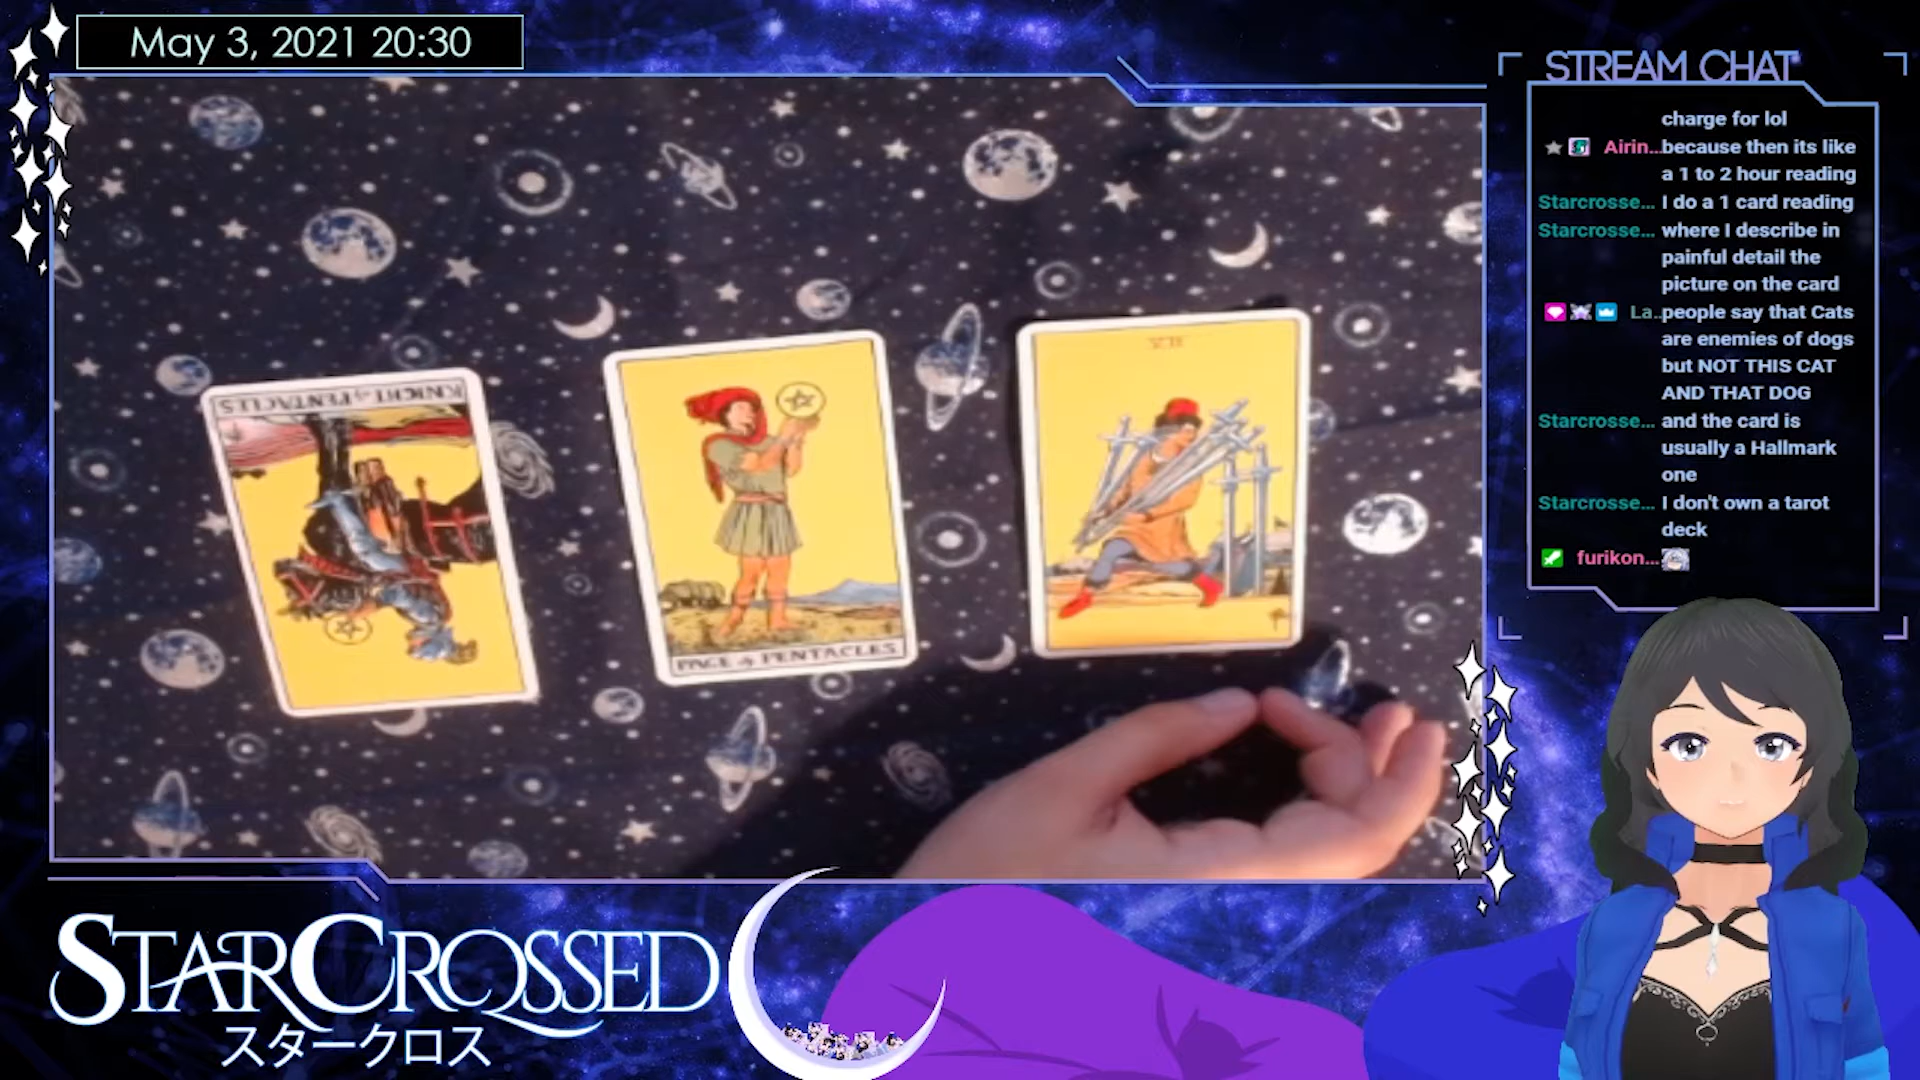 May 3, 2021 20:30
STREAM CHAT
charge for lol
Airin... because then its like
a 1 to 2 hour reading
Starcrosse... I do a 1 card reading
Starcrosse... where I describe in
painful detail the
picture on the card
La... people say that Cats
are enemies of dogs
but NOT THIS CAT
AND THAT DOG
Starcrosse... and the card is
usually a Hallmark
one
Starcrosse... I don't own a tarot
deck
furikon...
KNIGHT of PENTACLES
PAGE of PENTACLES
VII
STARCROSSED
スタークロス